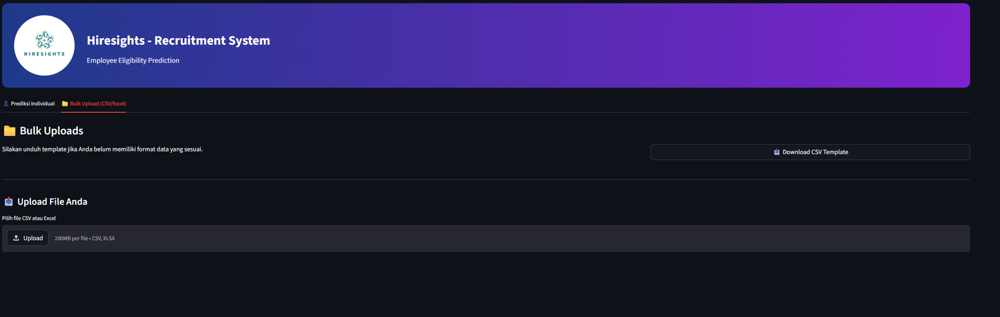 HIRESIGHTS
Hiresights - Recruitment System
Employee Eligibility Prediction
Prediksi Individual
Bulk Upload (CSV/Excel)
Bulk Uploads
Silakan unduh template jika Anda belum memiliki format data yang sesuai.
Download CSV Template
Upload File Anda
Pilih file CSV atau Excel
Upload
200MB per file • CSV, XLSX